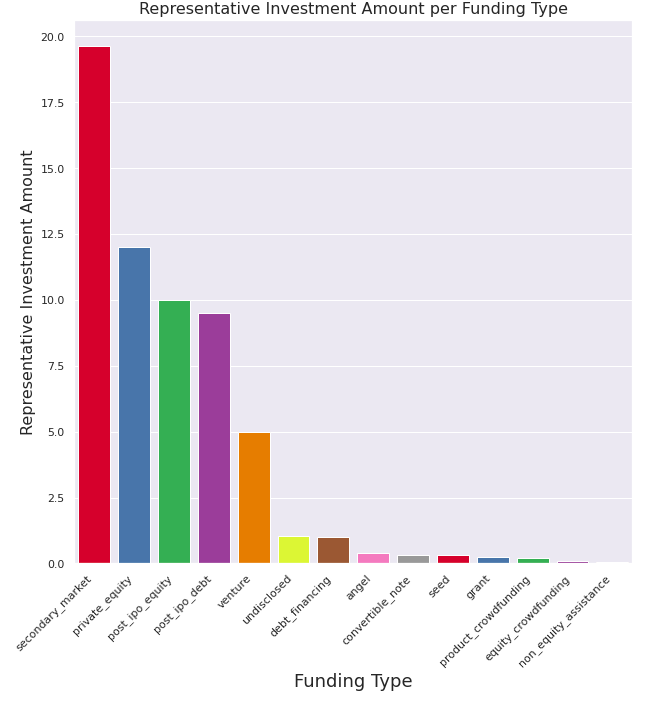 Representative Investment Amount per Funding Type
Representative Investment Amount
20.0
17.5
15.0
12.5
10.0
7.5
5.0
2.5
0.0
secondary_market
private_equity
post_ipo_equity
post_ipo_debt
venture
undisclosed
debt_financing
angel
convertible_note
seed
grant
product_crowdfunding
equity_crowdfunding
non_equity_assistance
Funding Type